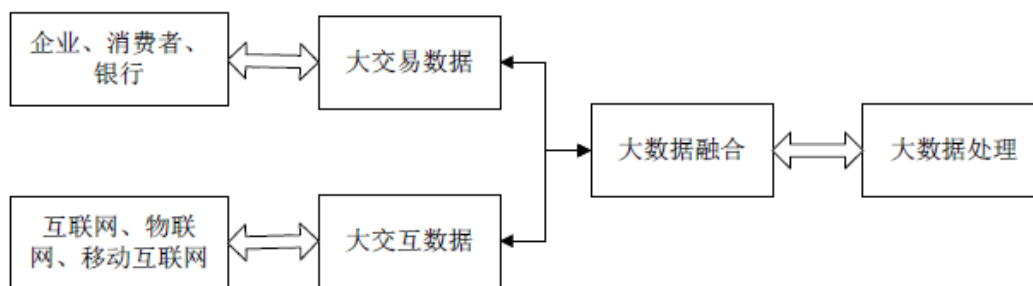 企业、消费者、
银行
大交易数据
大数据融合
大数据处理
互联网、物联
网、移动互联网
大交互数据